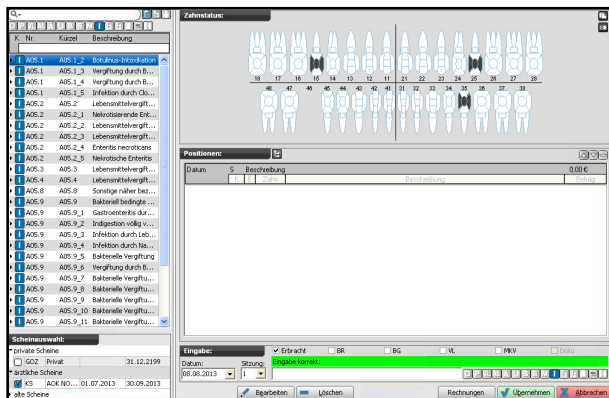 Zahnstatus:
K Nr. Kürzel Beschreibung
A05.1 A05.1_2 Botulinus-Intoxikation
A05.1 A05.1_3 Vergiftung durch B...
A05.1 A05.1_4 Vergiftung durch B...
A05.1 A05.1_5 Infektion durch Clo...
A05.2 A05.2 Lebensmittelvergift...
A05.2 A05.2_1 Nekrotisierende Ent...
A05.2 A05.2_2 Lebensmittelvergift...
A05.2 A05.2_3 Lebensmittelvergift...
A05.2 A05.2_4 Enteritis necroticans
A05.2 A05.2_5 Nekrotische Enteritis
A05.3 A05.3 Lebensmittelvergift...
A05.4 A05.4 Lebensmittelvergift...
A05.8 A05.8 Sonstige näher bez...
A05.9 A05.9 Bakteriell bedingte ...
A05.9 A05.9_1 Gastroenteritis dur...
A05.9 A05.9_2 Indigestion völlig v...
A05.9 A05.9_3 Infektion durch Leb...
A05.9 A05.9_4 Infektion durch Na...
A05.9 A05.9_5 Bakterielle Vergiftung
A05.9 A05.9_6 Vergiftung durch B...
A05.9 A05.9_7 Bakterielle Vergiftu...
A05.9 A05.9_8 Bakterielle Vergiftu...
A05.9 A05.9_9 Bakterielle Vergiftu...
A05.9 A05.9_10 Bakterielle Vergiftu...
A05.9 A05.9_11 Bakterielle Vergiftu...
18 17 16 15 14 13 12 11 21 22 23 24 25 26 27 28
48 47 46 45 44 43 42 41 31 32 33 34 35 36 37 38
Positionen:
Datum S Beschreibung 0,00 €
K E Zahn Beschreibung Betrag
Scheinauswahl:
private Scheine
GOZ Privat 31.12.2199
ärztliche Scheine
KS AOK NO... 01.07.2013 30.09.2013
alte Scheine
Eingabe: Erbracht BR BG VL MKV Doku
Datum: Sitzung: Eingabe korrekt:
08.08.2013 1
Bearbeiten Löschen Rechnungen Übernehmen Abbrechen